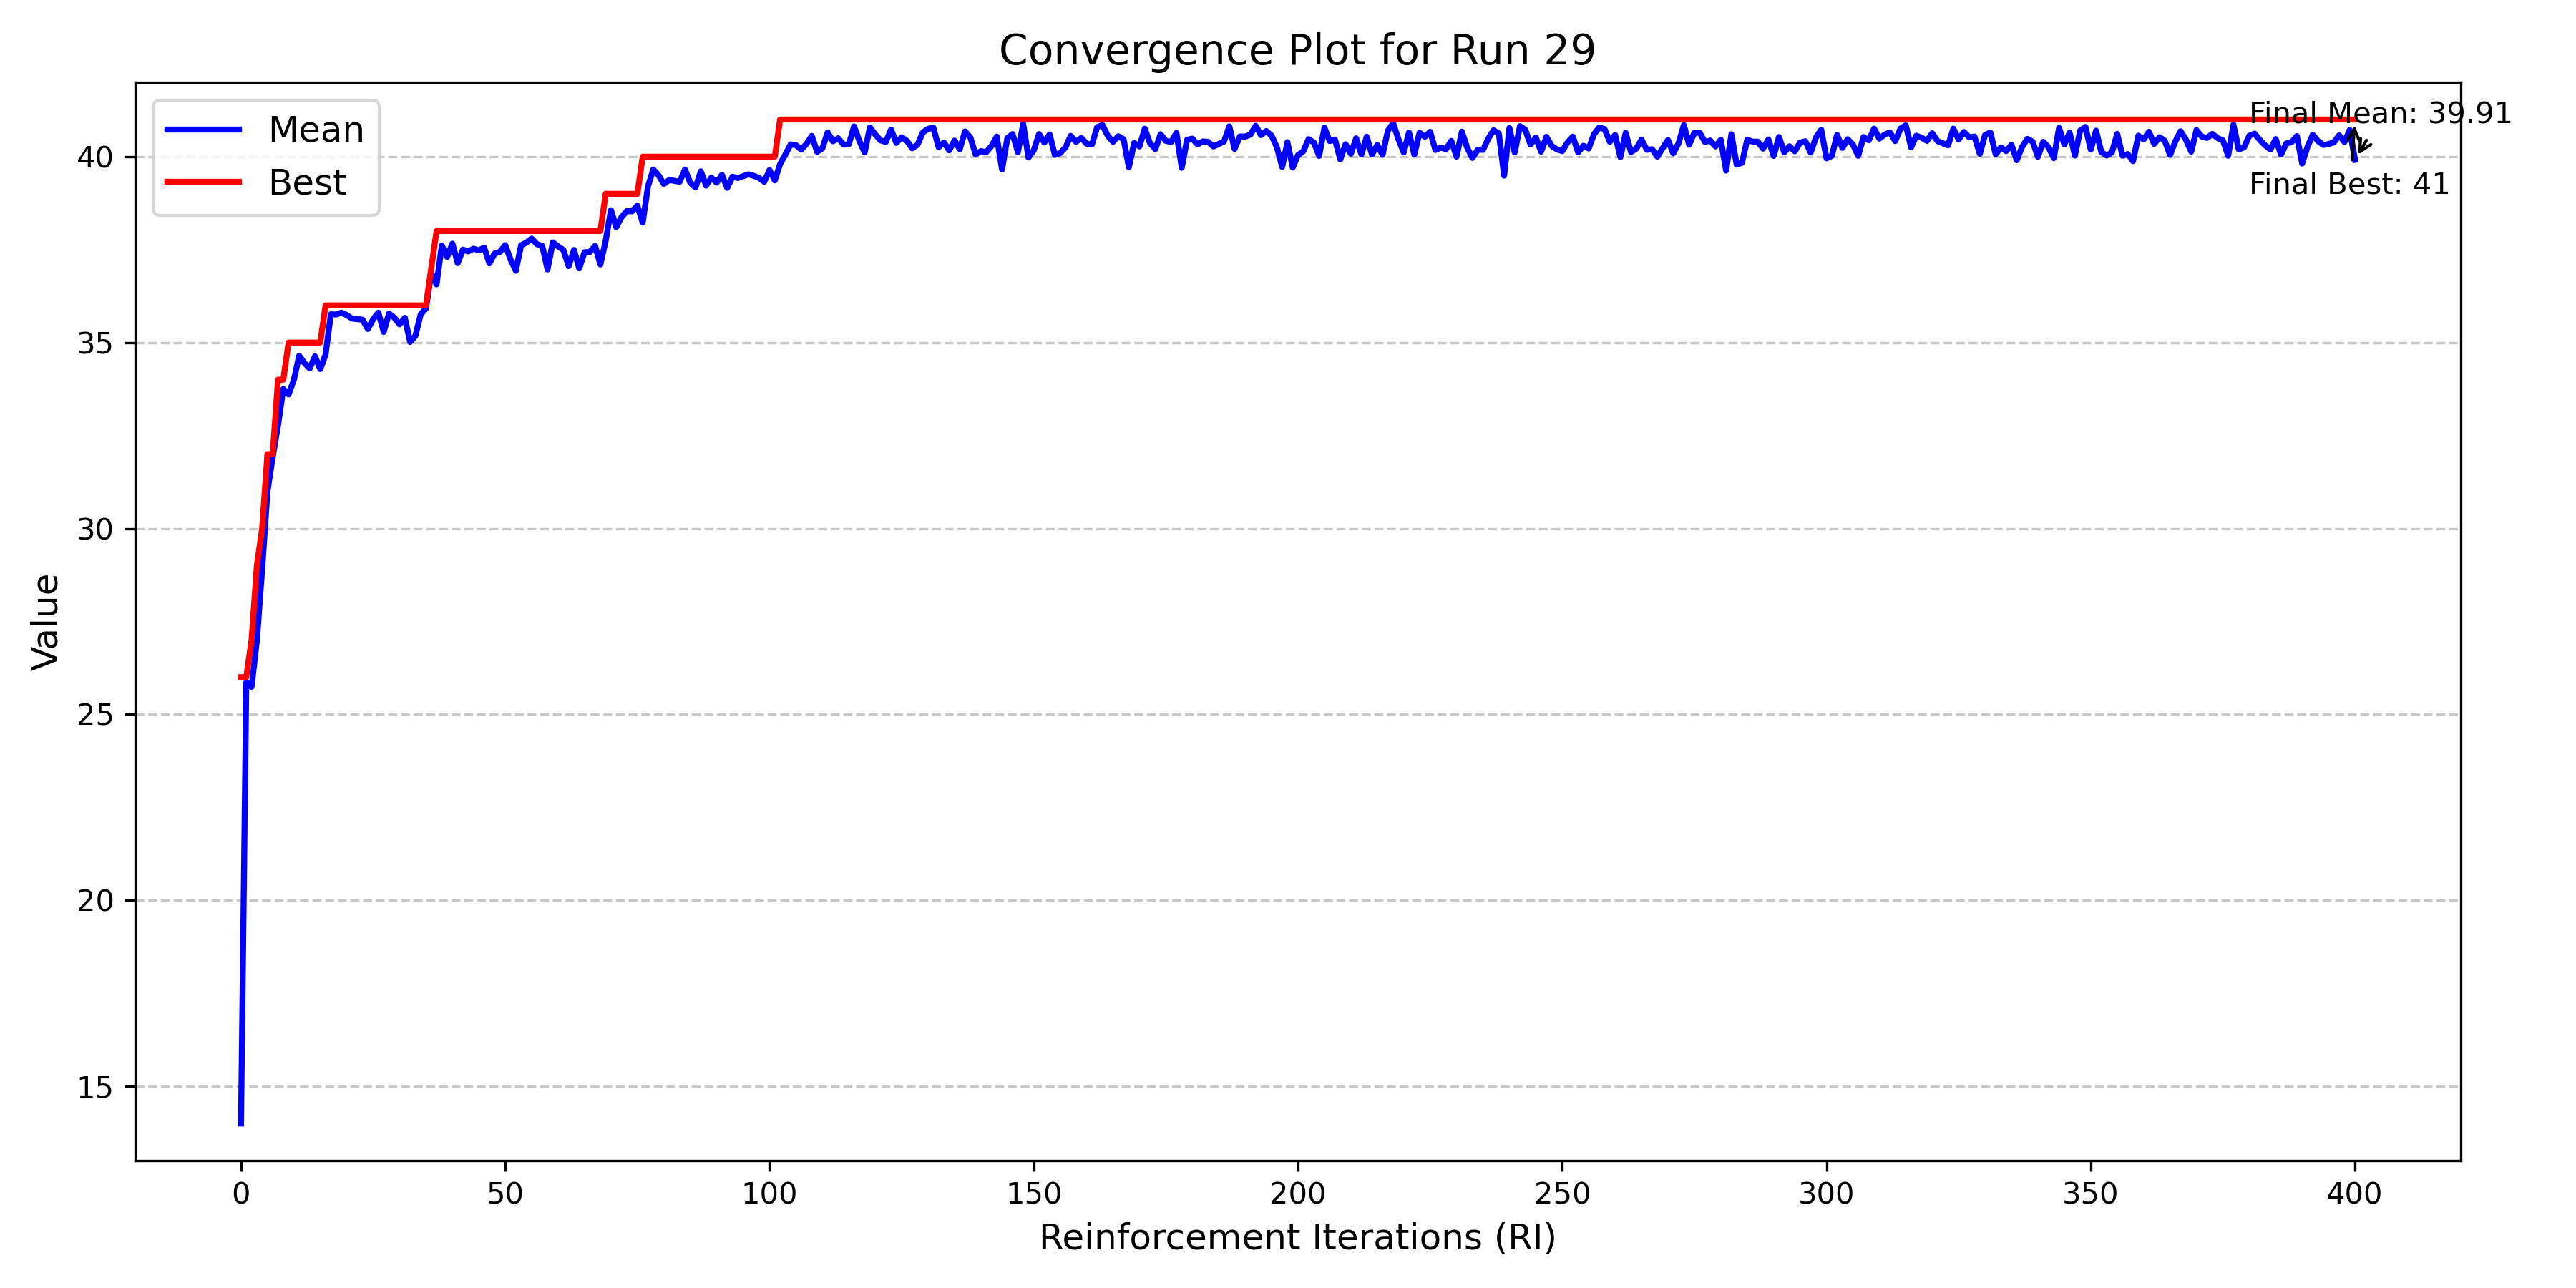 Convergence Plot for Run 29
Mean
Best
Final Mean: 39.91
Final Best: 41
40
35
30
25
20
15
Value
0 50 100 150 200 250 300 350 400
Reinforcement Iterations (RI)